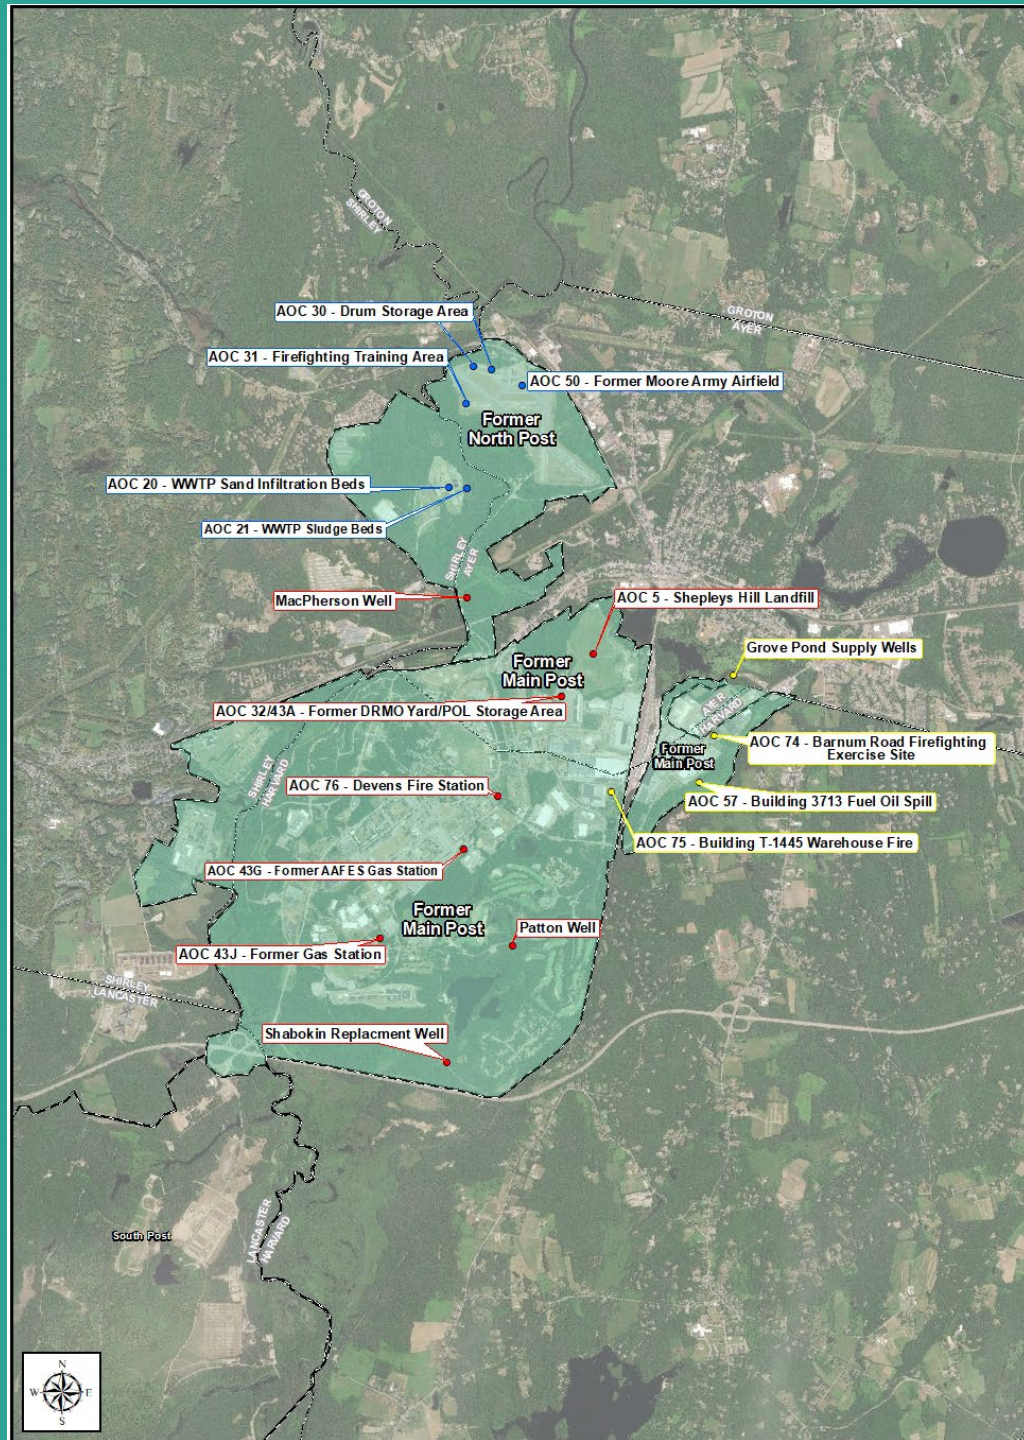 GROTON
SHIRLEY
GROTON
AYER
AOC 30 - Drum Storage Area
AOC 31 - Firefighting Training Area
AOC 50 - Former Moore Army Airfield
Former
North Post
AOC 20 - WWTP Sand Infiltration Beds
AOC 21 - WWTP Sludge Beds
SHIRLEY
AYER
MacPherson Well
AOC 5 - Shepleys Hill Landfill
Grove Pond Supply Wells
Former
Main Post
AOC 32/43A - Former DRMO Yard/POL Storage Area
AYER
HARVARD
AOC 74 - Barnum Road Firefighting
Exercise Site
Former
Main Post
SHIRLEY
HARVARD
AOC 76 - Devens Fire Station
AOC 57 - Building 3713 Fuel Oil Spill
AOC 75 - Building T-1445 Warehouse Fire
AOC 43G - Former AAFES Gas Station
Former
Main Post
Patton Well
AOC 43J - Former Gas Station
SHIRLEY
LANCASTER
Shabokin Replacment Well
LANCASTER
HARVARD
South Post
N
W E
S